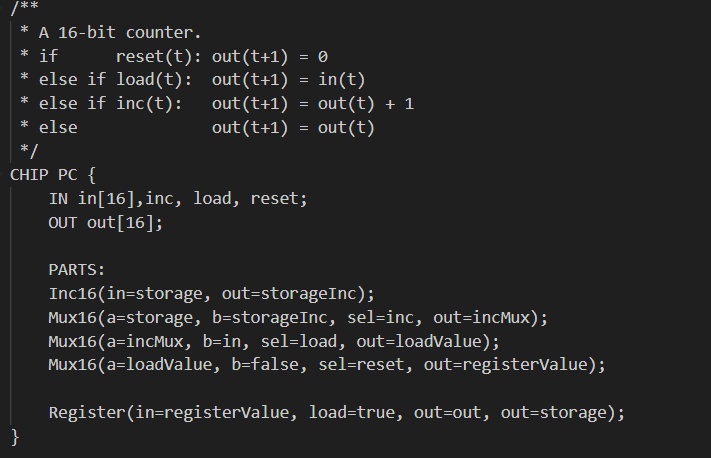 /**
 * A 16-bit counter.
 * if      reset(t): out(t+1) = 0
 * else if load(t):  out(t+1) = in(t)
 * else if inc(t):   out(t+1) = out(t) + 1
 * else              out(t+1) = out(t)
 */
CHIP PC {
    IN in[16],inc, load, reset;
    OUT out[16];

    PARTS:
    Inc16(in=storage, out=storageInc);
    Mux16(a=storage, b=storageInc, sel=inc, out=incMux);
    Mux16(a=incMux, b=in, sel=load, out=loadValue);
    Mux16(a=loadValue, b=false, sel=reset, out=registerValue);

    Register(in=registerValue, load=true, out=out, out=storage);
}